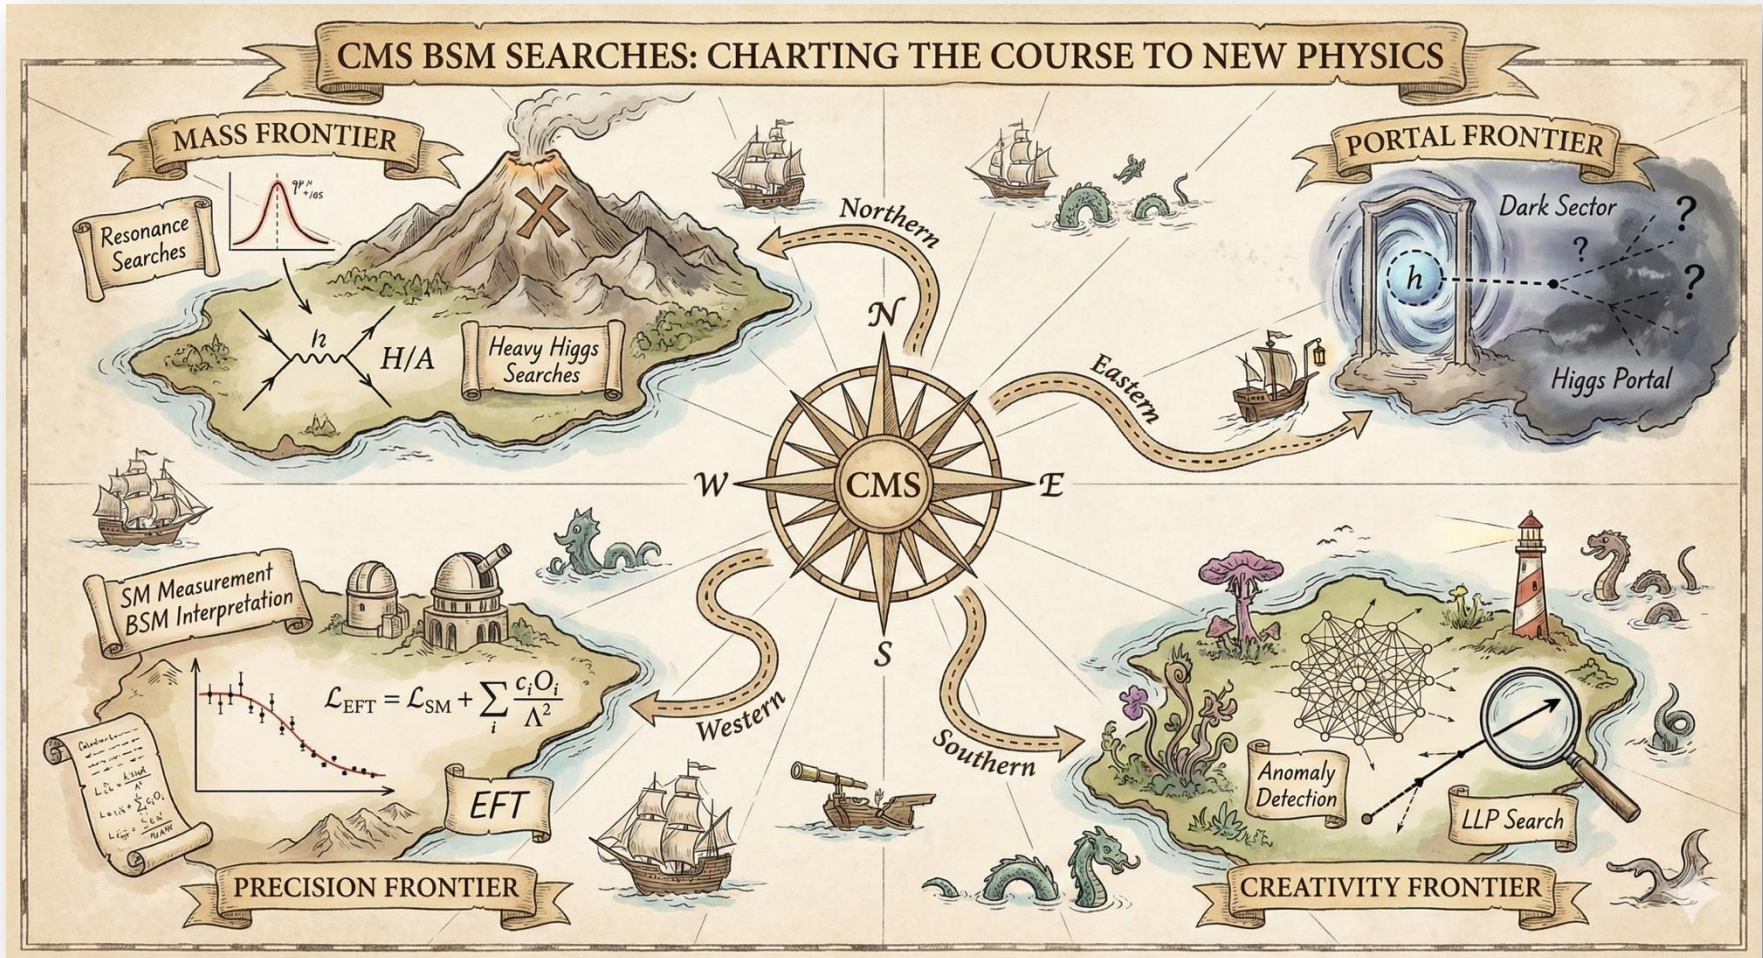 CMS BSM SEARCHES: CHARTING THE COURSE TO NEW PHYSICS
MASS FRONTIER
Resonance
Searches
H/A
Heavy Higgs
Searches
PORTAL FRONTIER
Dark Sector
?
?
?
h
Higgs Portal
Northern
Eastern
N
W
CMS
E
S
Western
Southern
SM Measurement
BSM Interpretation
ℒ_EFT = ℒ_SM + ∑_i c_i O_i / Λ²
EFT
PRECISION FRONTIER
Anomaly
Detection
LLP Search
CREATIVITY FRONTIER